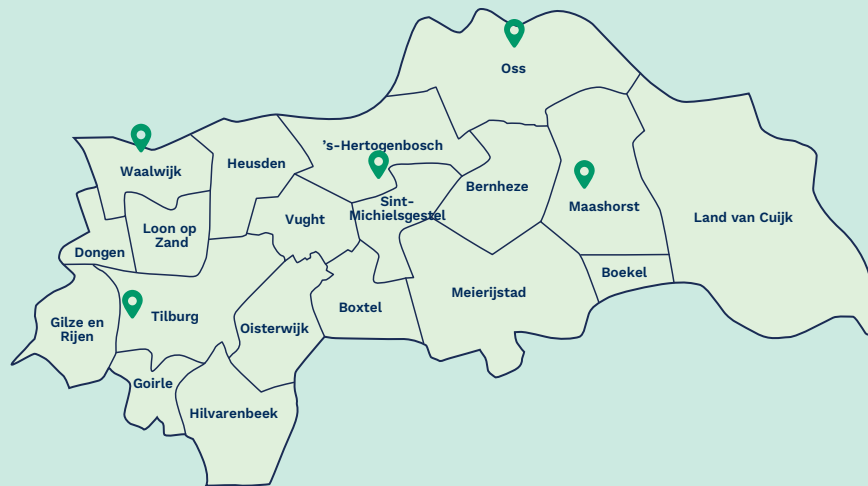 Oss
's-Hertogenbosch
Waalwijk
Heusden
Bernheze
Sint-
Michielsgestel
Maashorst
Land van Cuijk
Vught
Loon op
Zand
Dongen
Boekel
Meierijstad
Boxtel
Tilburg
Gilze en
Rijen
Oisterwijk
Goirle
Hilvarenbeek